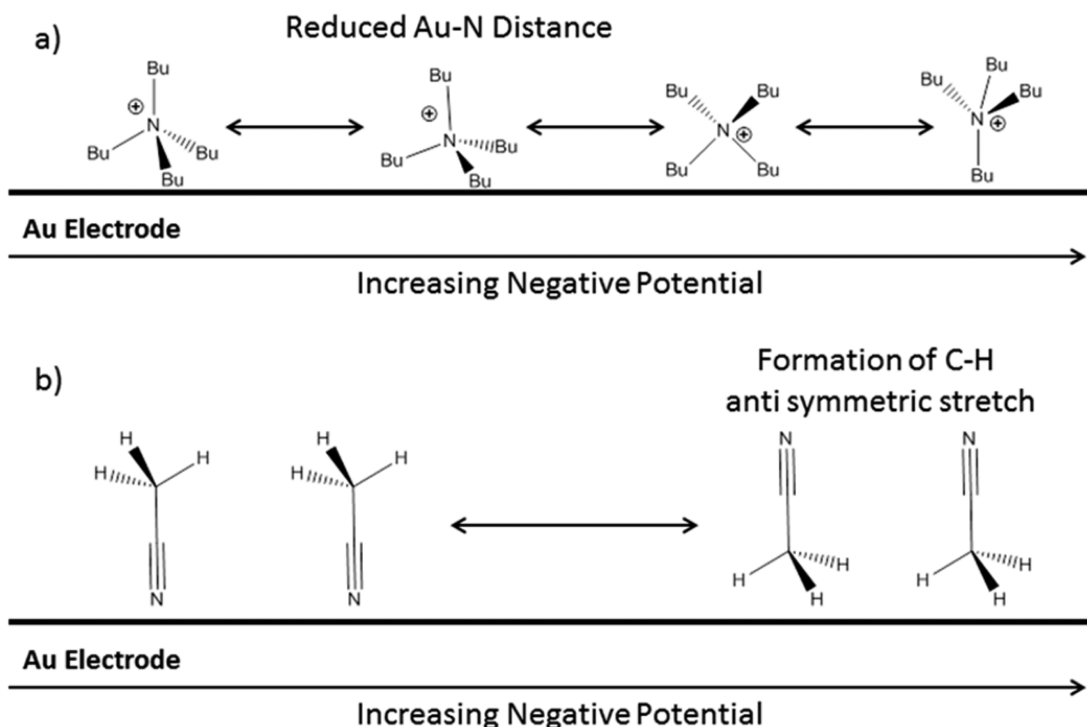 a)
Reduced Au-N Distance
Bu
N
⊕
Bu
Bu
Bu
Bu
⊕
N
Bu
Bu
Bu
Bu
Bu
N
⊕
Bu
Bu
Bu
Bu
Bu
N
⊕
Bu
Au Electrode
Increasing Negative Potential
b)
Formation of C-H
anti symmetric stretch
H
H
H
N
H
H
H
N
N
H
H
H
N
H
H
H
Au Electrode
Increasing Negative Potential